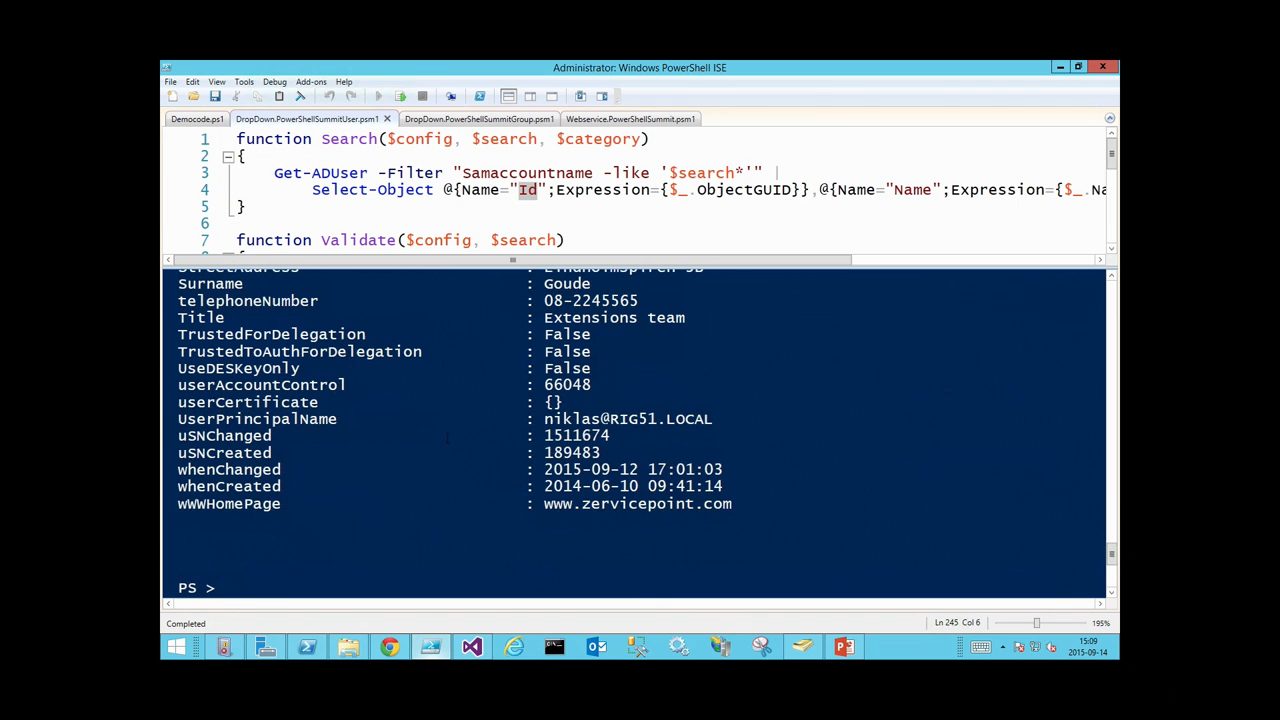 Administrator: Windows PowerShell ISE
File Edit View Tools Debug Add-ons Help
Democode.ps1 DropDown.PowerShellSummitUser.psm1 DropDown.PowerShellSummitGroup.psm1 Webservice.PowerShellSummit.psm1
1 function Search($config, $search, $category)
2 {
3 Get-ADUser -Filter "Samaccountname -like '$search*'" |
4 Select-Object @{Name="Id";Expression={$_.ObjectGUID}},@{Name="Name";Expression={$_.Na
5 }
6
7 function Validate($config, $search)
StreetAddress :
Surname : Goude
telephoneNumber : 08-2245565
Title : Extensions team
TrustedForDelegation : False
TrustedToAuthForDelegation : False
UseDESKeyOnly : False
userAccountControl : 66048
userCertificate : {}
UserPrincipalName : niklas@RIG51.LOCAL
uSNChanged : 1511674
uSNCreated : 189483
whenChanged : 2015-09-12 17:01:03
whenCreated : 2014-06-10 09:41:14
wWWHomePage : www.zervicepoint.com
PS >
Completed Ln 245 Col 6 195%
15:09
2015-09-14